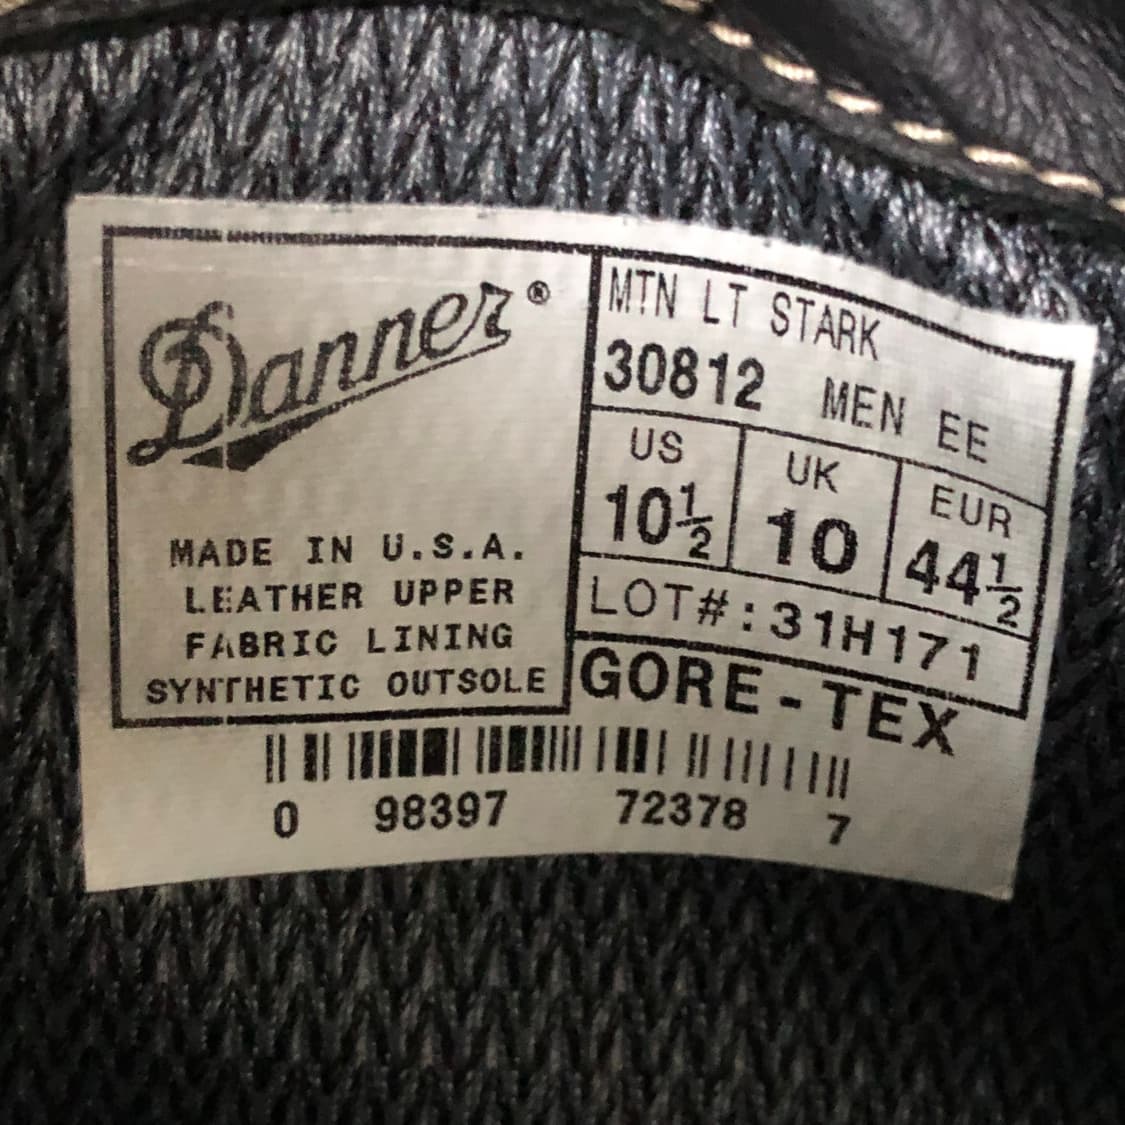 Danner®
MADE IN U.S.A.
LEATHER UPPER
FABRIC LINING
SYNTHETIC OUTSOLE
MTN LT STARK
30812 MEN EE
US UK EUR
10½ 10 44½
LOT#:31H171
GORE-TEX
0 98397 72378 7